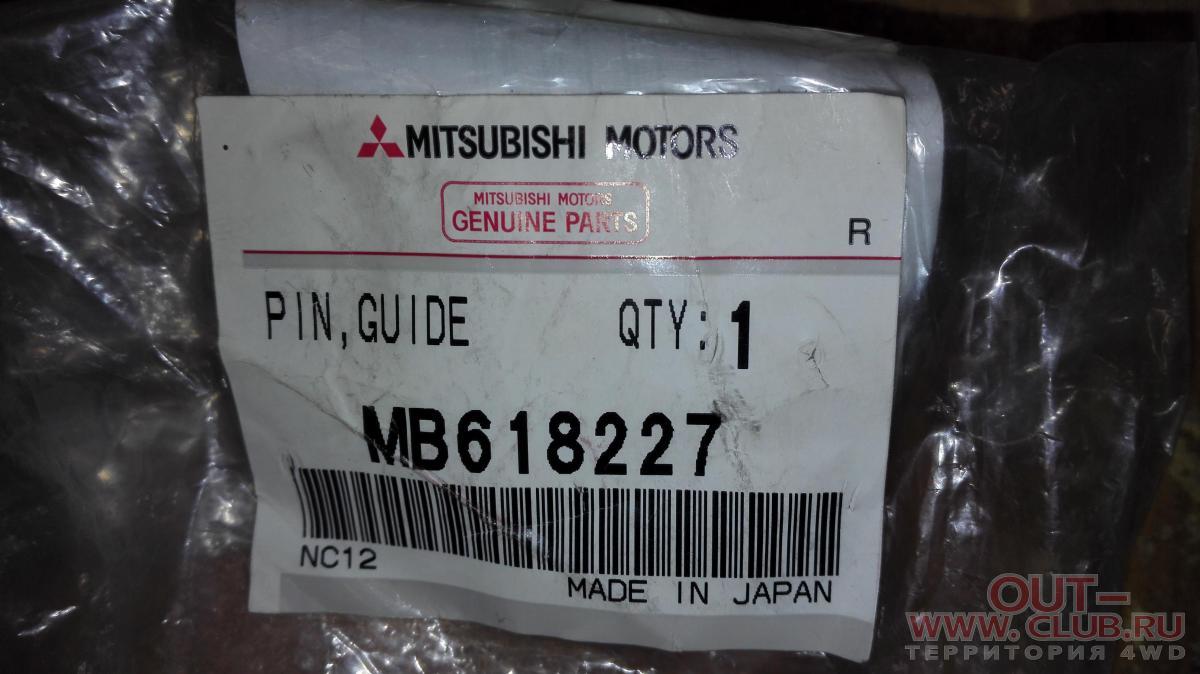 MITSUBISHI MOTORS
MITSUBISHI MOTORS
GENUINE PARTS
R
PIN,GUIDE QTY: 1
MB618227
NC12
MADE IN JAPAN
OUT-
WWW.CLUB.RU
ТЕРРИТОРИЯ 4WD